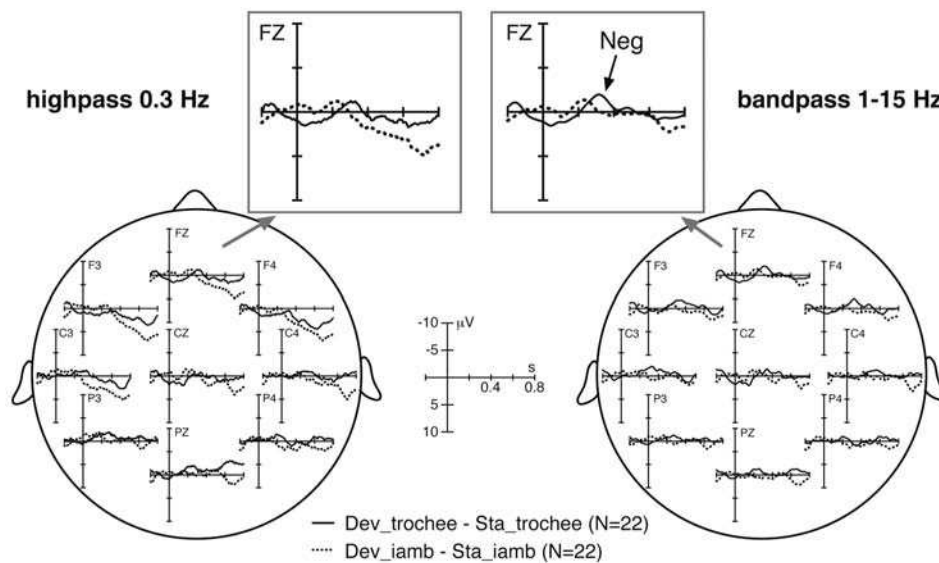 FZ
FZ
Neg
highpass 0.3 Hz
bandpass 1-15 Hz
FZ
F3
F4
C3
CZ
C4
P3
P4
PZ
-10
µV
-5
s
0.4
0.8
5
10
FZ
F3
F4
C3
CZ
C4
P3
P4
PZ
Dev_trochee - Sta_trochee (N=22)
Dev_iamb - Sta_iamb (N=22)